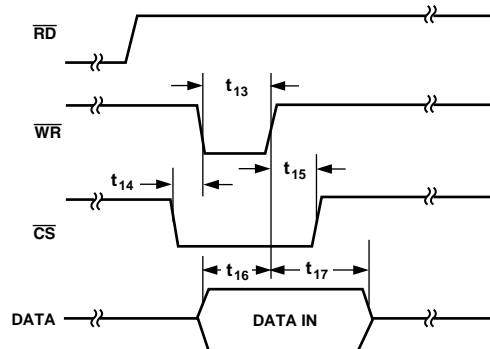 RD
t13
WR
t14
t15
CS
t16
t17
DATA
DATA IN